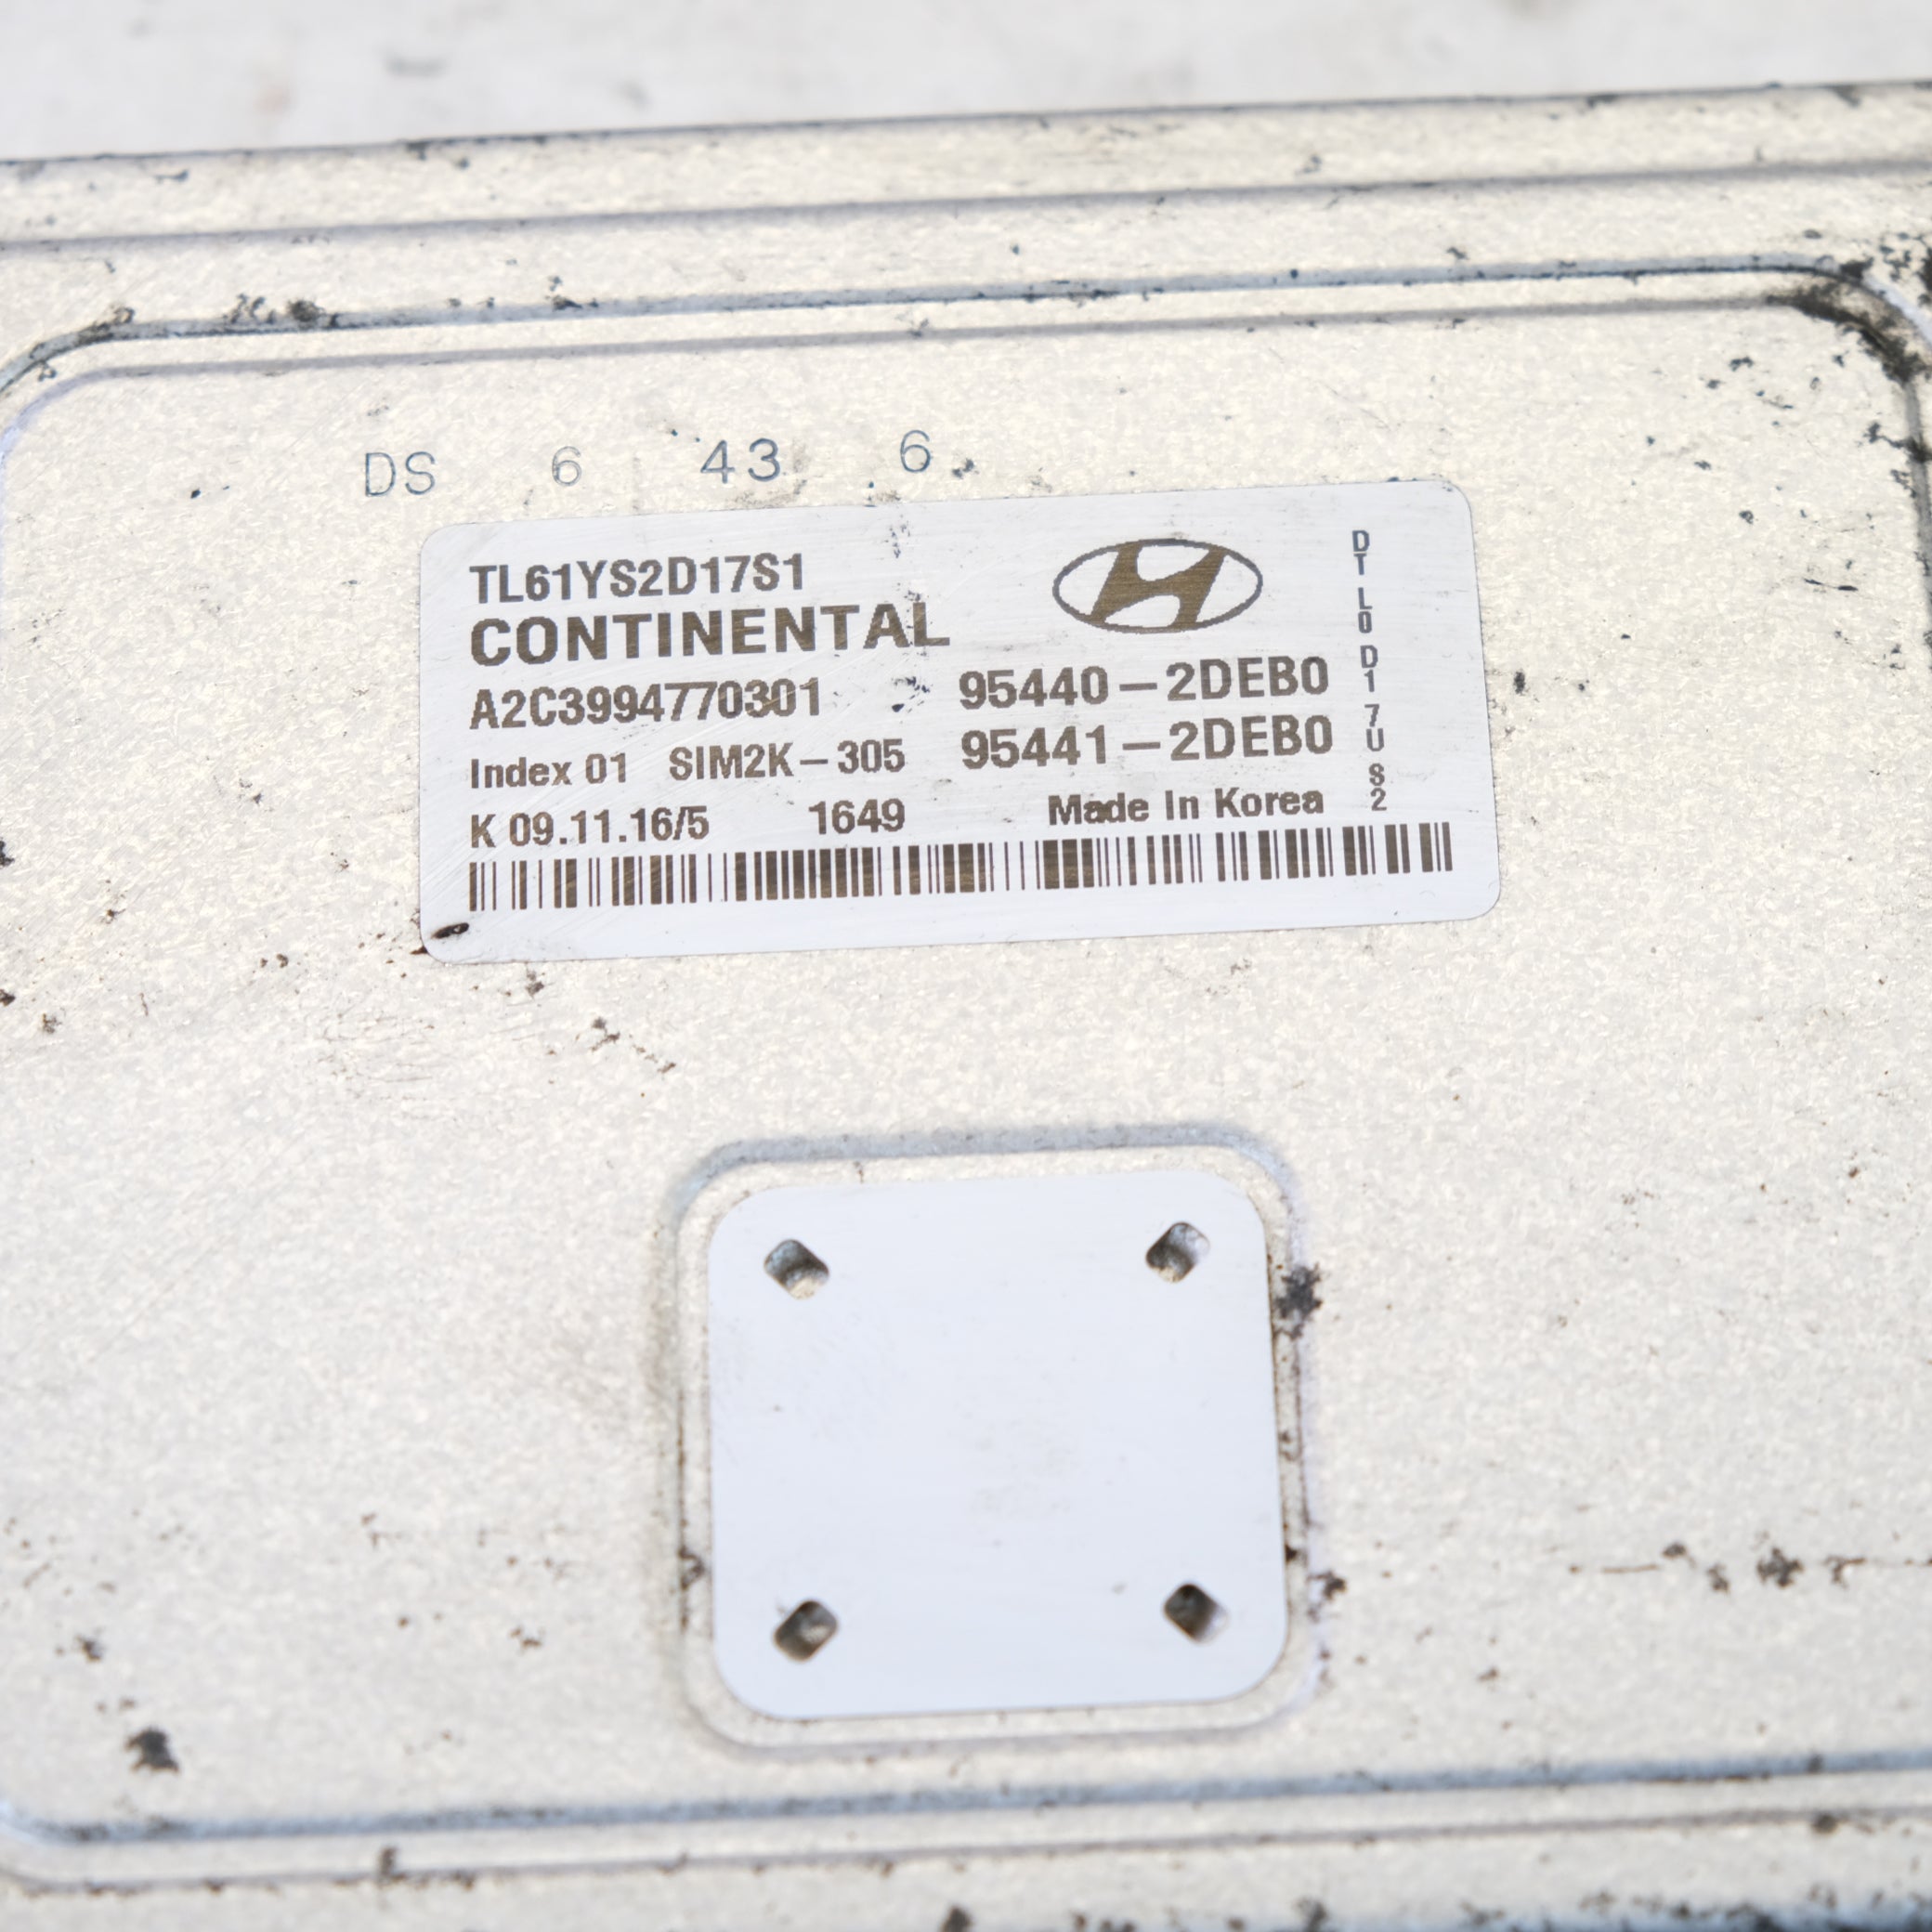 DS 6 43 6
TL61YS2D17S1
CONTINENTAL
A2C3994770301 95440-2DEB0
Index 01 SIM2K-305 95441-2DEB0
K 09.11.16/5 1649 Made In Korea
DTL0D17US2